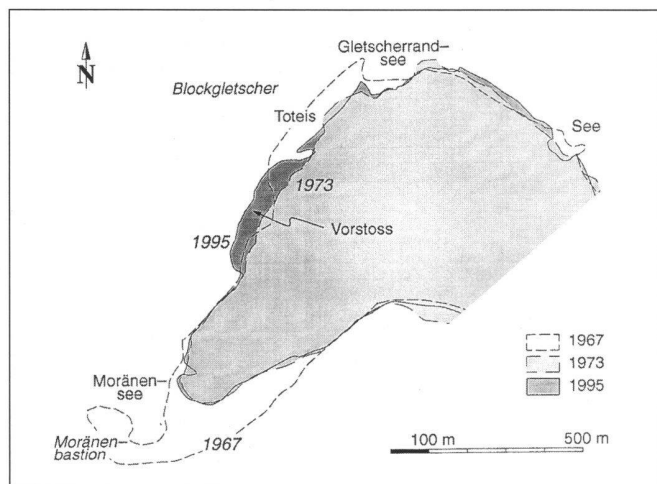 N
Gletscherrand-
see
Blockgletscher
Toteis
See
1973
1995
Vorstoss
1967
1973
1995
Moränen-
see
Moränen-
bastion
1967
100 m
500 m